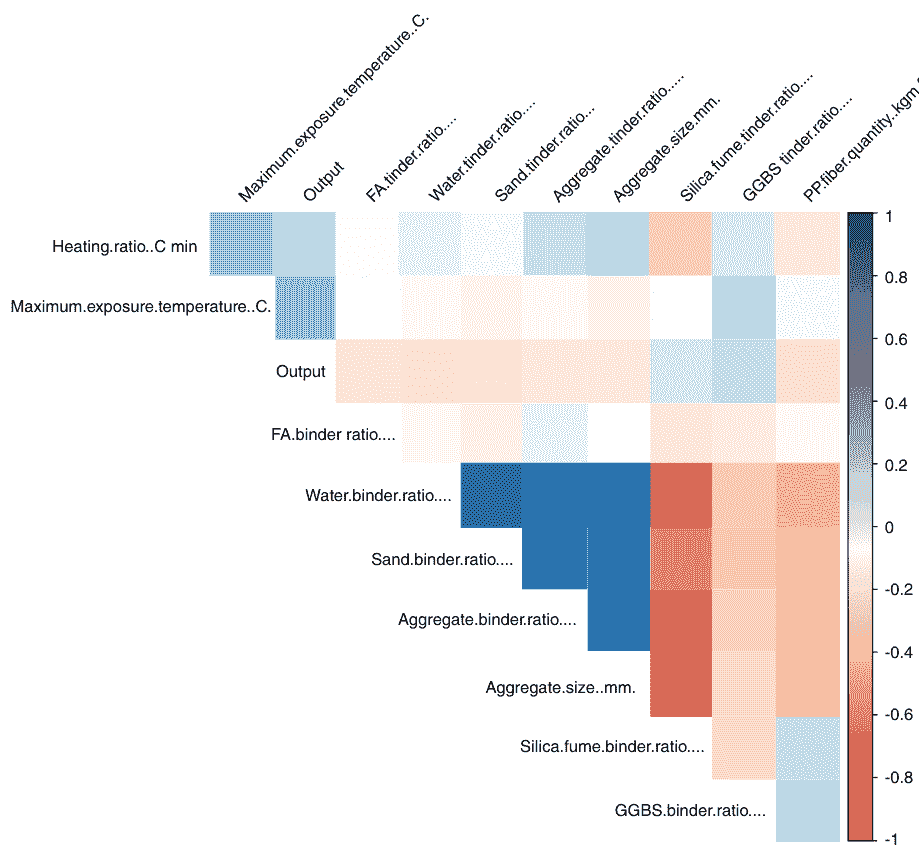 Maximum.exposure.temperature..C.
Output
FA.tinder.ratio....
Water.tinder.ratio....
Sand.tinder.ratio...
Aggregate.tinder.ratio.....
Aggregate.size..mm.
Silica.fume.tinder.ratio....
GGBS tinder.ratio....
PP.fiber.quantity..kgm.
Heating.ratio..C min
Maximum.exposure.temperature..C.
Output
FA.binder ratio....
Water.binder.ratio....
Sand.binder.ratio....
Aggregate.binder.ratio....
Aggregate.size..mm.
Silica.fume.binder.ratio....
GGBS.binder.ratio....
1
0.8
0.6
0.4
0.2
0
-0.2
-0.4
-0.6
-0.8
-1